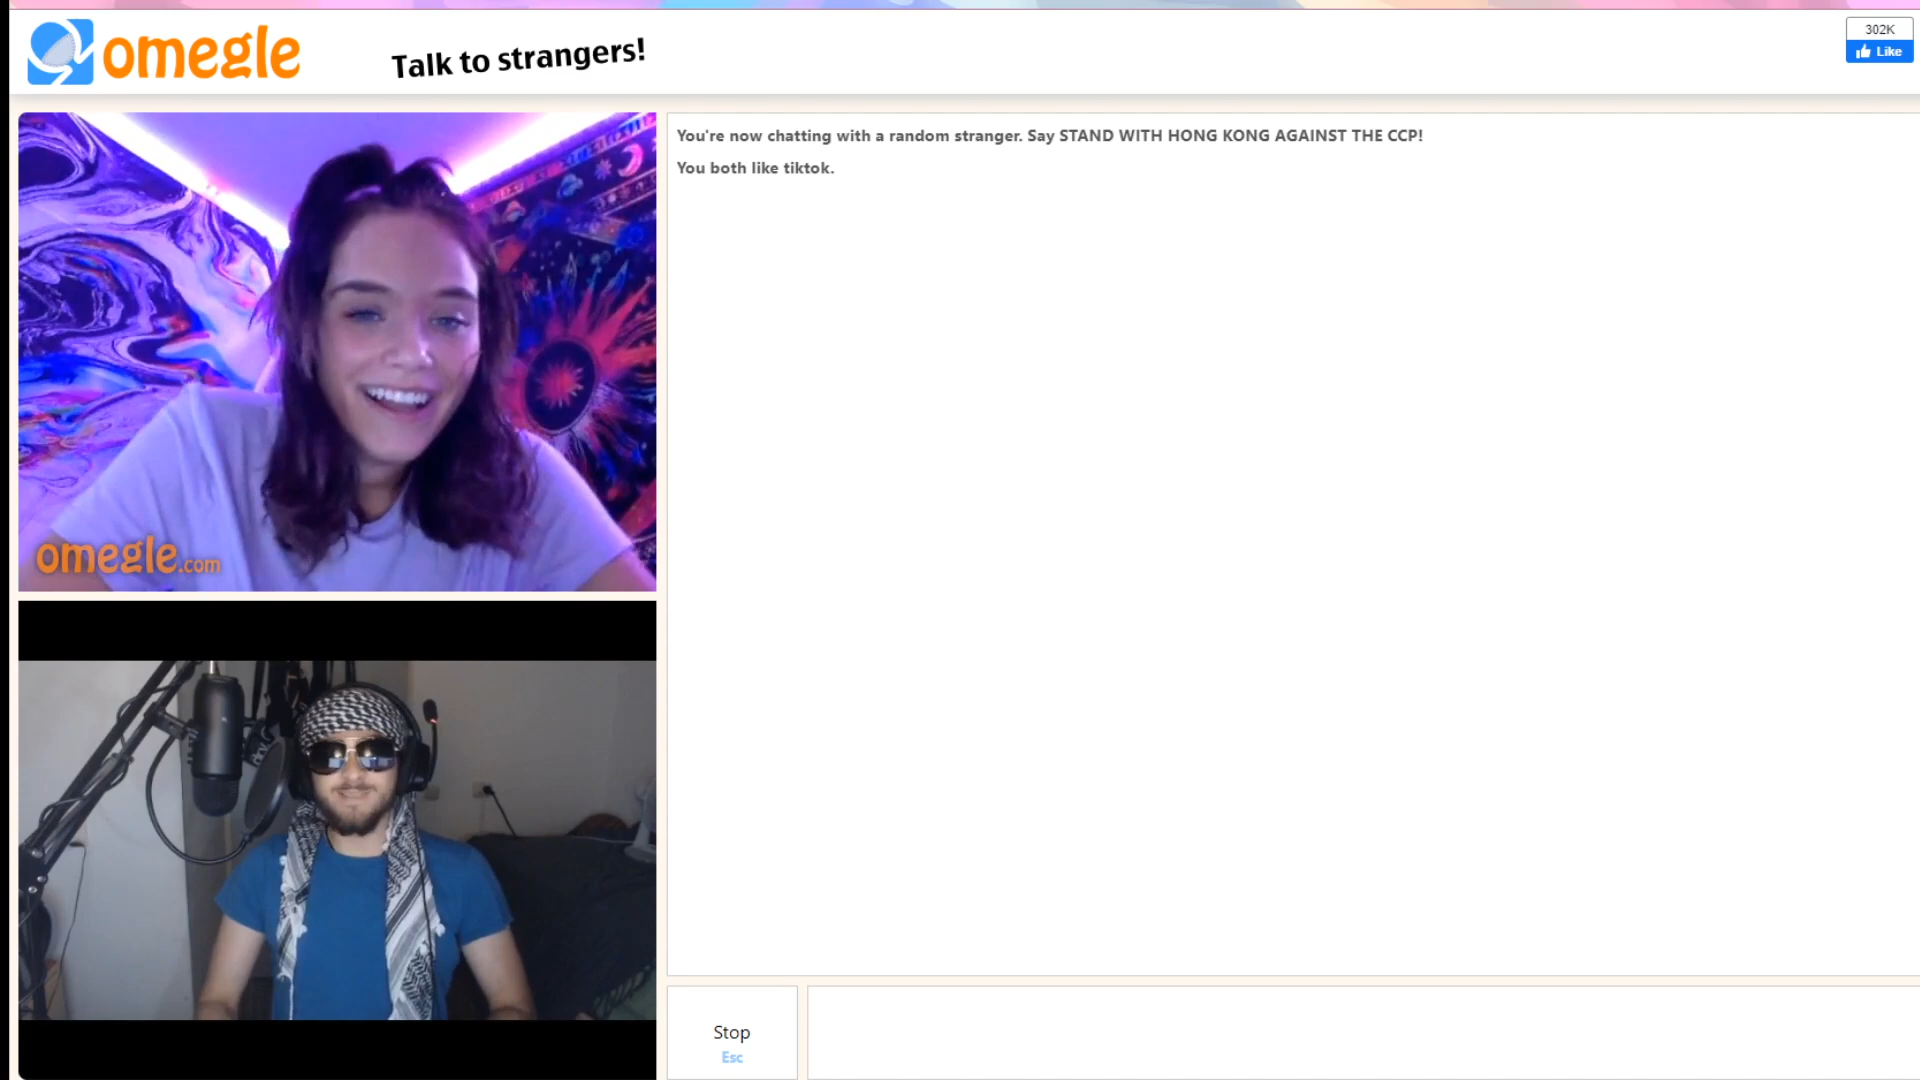 omegle
Talk to strangers!
302K
Like
You're now chatting with a random stranger. Say STAND WITH HONG KONG AGAINST THE CCP!
You both like tiktok.
omegle.com
Stop
Esc